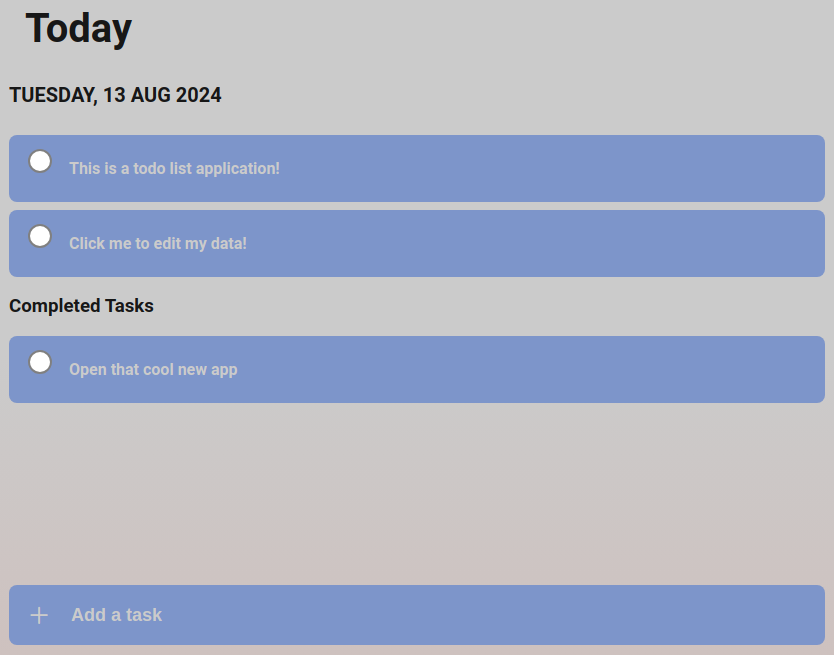 Today
TUESDAY, 13 AUG 2024
This is a todo list application!
Click me to edit my data!
Completed Tasks
Open that cool new app
Add a task